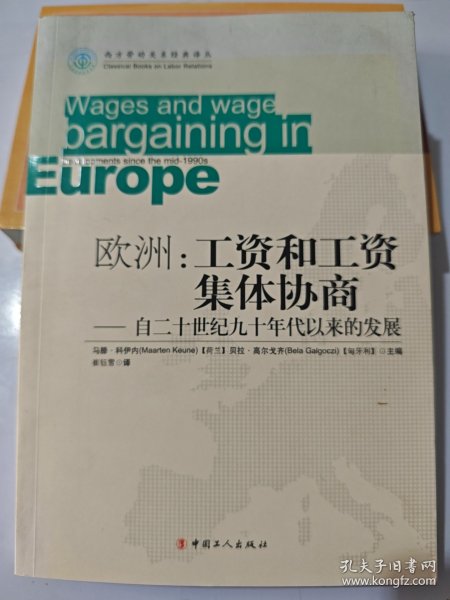 西方劳动关系经典译丛
Classical Books on Labor Relations
Wages and wage
bargaining in
developments since the mid-1990s
Europe
欧洲：工资和工资
集体协商
——自二十世纪九十年代以来的发展
马滕·科伊内(Maarten Keune)【荷兰】贝拉·高尔戈齐(Bela Galgoczi)【匈牙利】◎主编
崔钰雪◎译
中国工人出版社
孔夫子旧书网
www.kongfz.com